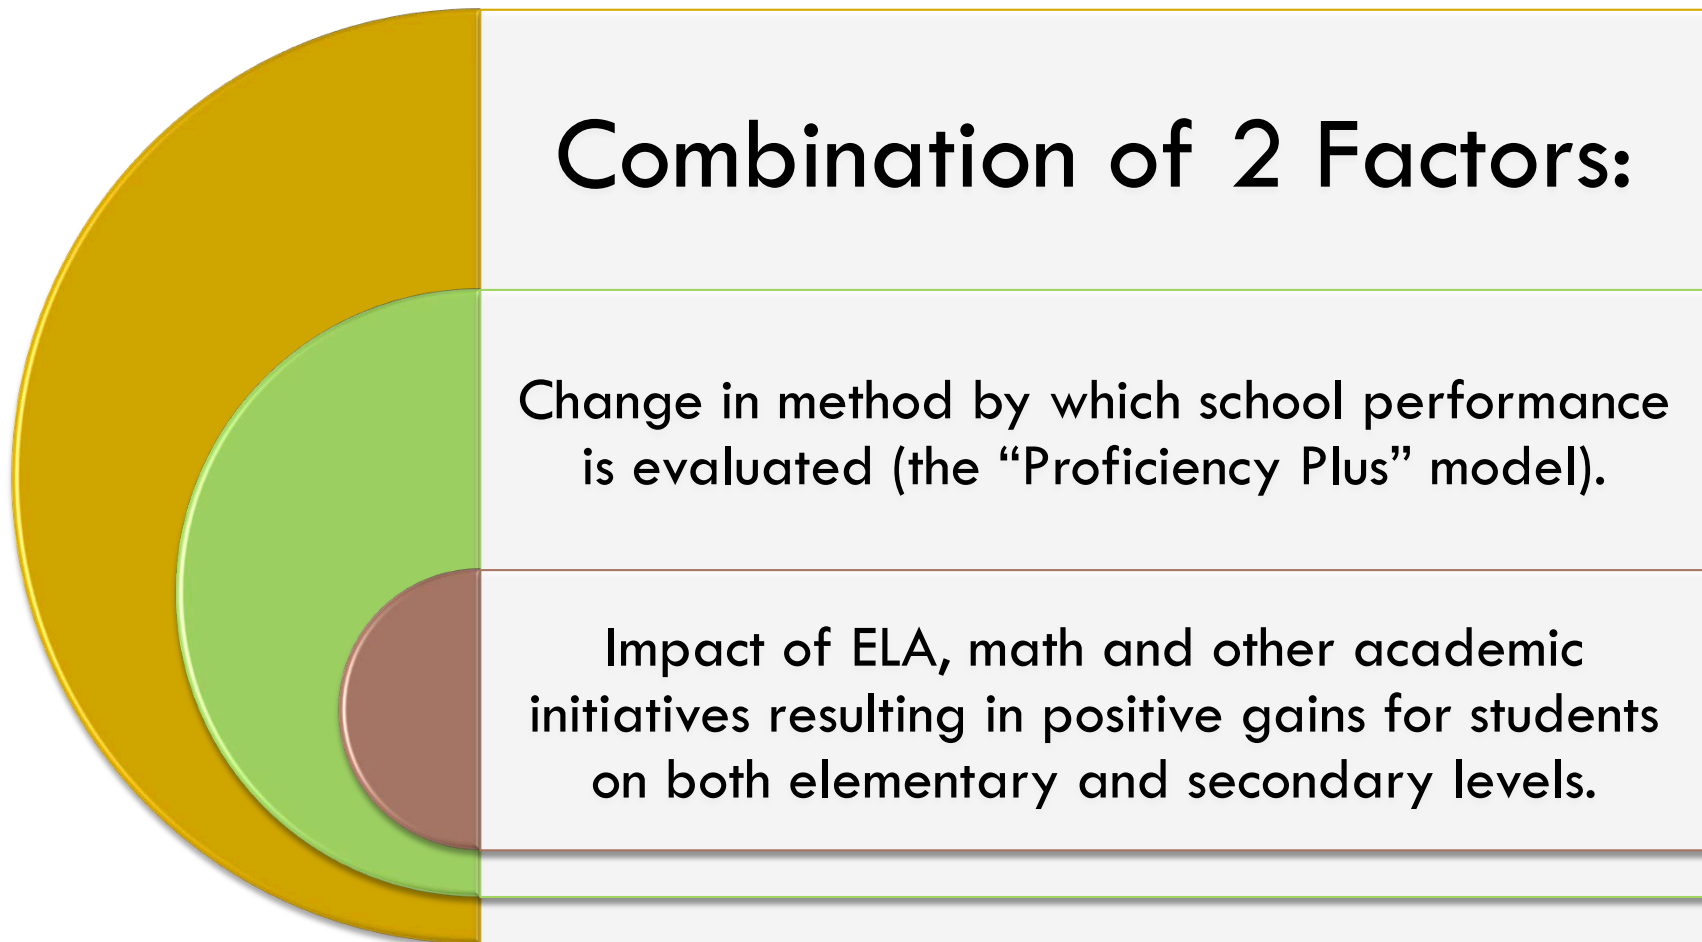 Combination of 2 Factors:
Change in method by which school performance
is evaluated (the “Proficiency Plus” model).
Impact of ELA, math and other academic
initiatives resulting in positive gains for students
on both elementary and secondary levels.